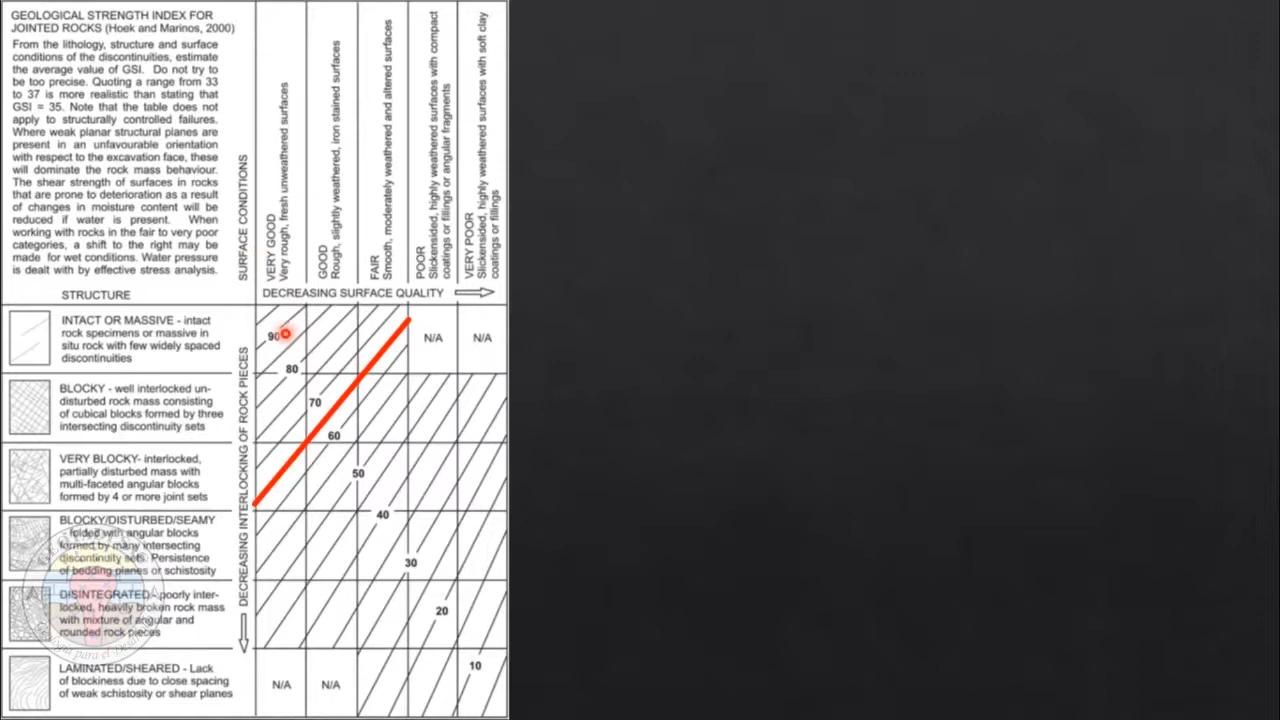 GEOLOGICAL STRENGTH INDEX FOR
JOINTED ROCKS (Hoek and Marinos, 2000)
From the lithology, structure and surface
conditions of the discontinuities, estimate
the average value of GSI. Do not try to
be too precise. Quoting a range from 33
to 37 is more realistic than stating that
GSI = 35. Note that the table does not
apply to structurally controlled failures.
Where weak planar structural planes are
present in an unfavourable orientation
with respect to the excavation face, these
will dominate the rock mass behaviour.
The shear strength of surfaces in rocks
that are prone to deterioration as a result
of changes in moisture content will be
reduced if water is present. When
working with rocks in the fair to very poor
categories, a shift to the right may be
made for wet conditions. Water pressure
is dealt with by effective stress analysis.
STRUCTURE
SURFACE CONDITIONS
VERY GOOD
Very rough, fresh unweathered surfaces
GOOD
Rough, slightly weathered, iron stained surfaces
FAIR
Smooth, moderately weathered and altered surfaces
POOR
Slickensided, highly weathered surfaces with compact
coatings or fillings or angular fragments
VERY POOR
Slickensided, highly weathered surfaces with soft clay
coatings or fillings
DECREASING SURFACE QUALITY
INTACT OR MASSIVE - intact
rock specimens or massive in
situ rock with few widely spaced
discontinuities
BLOCKY - well interlocked un-
disturbed rock mass consisting
of cubical blocks formed by three
intersecting discontinuity sets
VERY BLOCKY- interlocked,
partially disturbed mass with
multi-faceted angular blocks
formed by 4 or more joint sets
BLOCKY/DISTURBED/SEAMY
folded with angular blocks
formed by many intersecting
discontinuity sets. Persistence
of bedding planes or schistosity
DISINTEGRATED - poorly inter-
locked, heavily broken rock mass
with mixture of angular and
rounded rock pieces
LAMINATED/SHEARED - Lack
of blockiness due to close spacing
of weak schistosity or shear planes
DECREASING INTERLOCKING OF ROCK PIECES
90
N/A
N/A
80
70
60
50
40
30
20
10
N/A
N/A